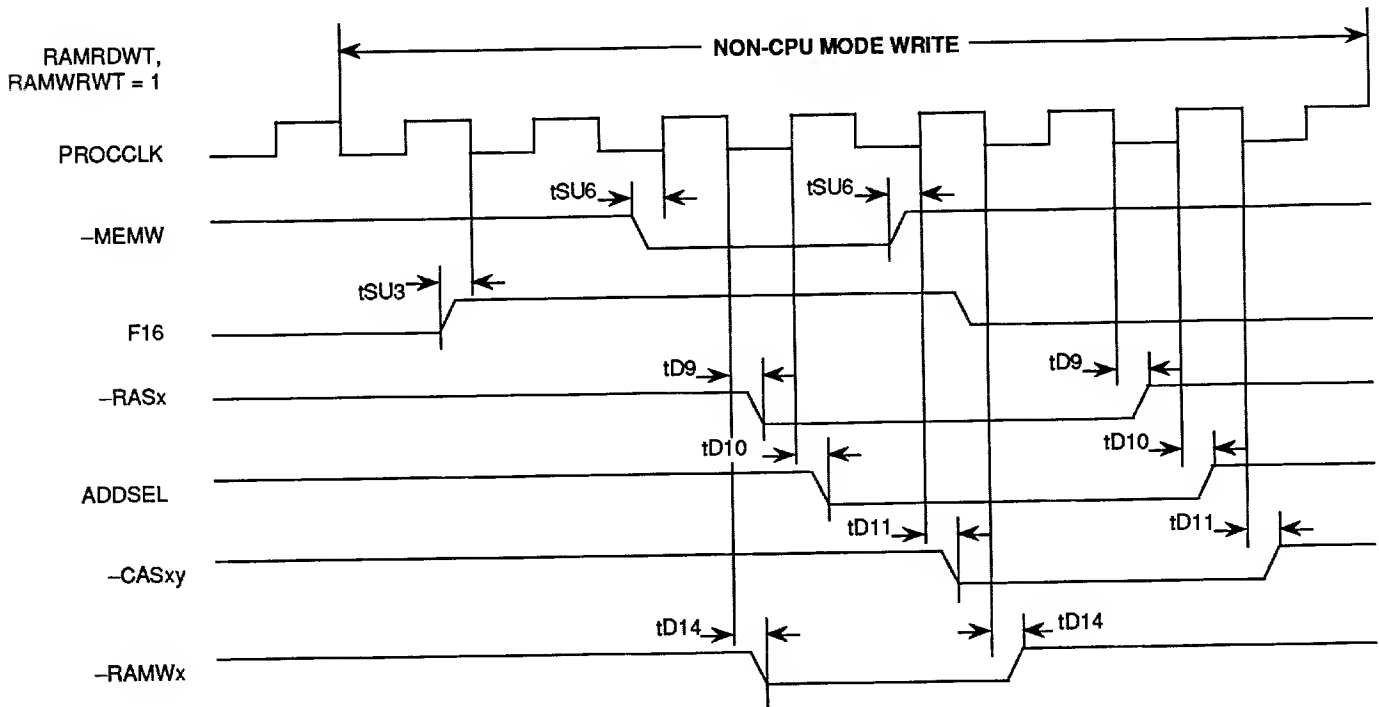 NON-CPU MODE WRITE
RAMRDWT,
RAMWRWT = 1
PROCCLK
tSU6
tSU6
–MEMW
tSU3
F16
tD9
tD9
–RASx
tD10
tD10
ADDSEL
tD11
tD11
–CASxy
tD14
tD14
–RAMWx